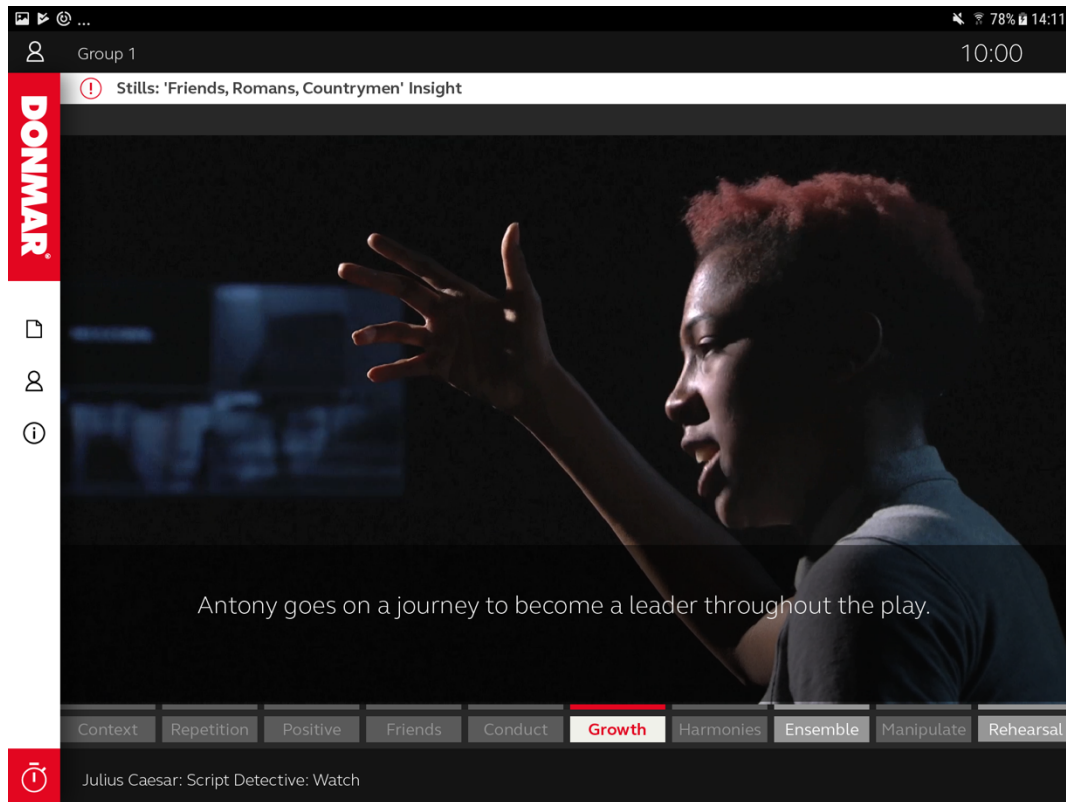 ... 78% 14:11
Group 1
10:00
DONMAR®
Stills: 'Friends, Romans, Countrymen' Insight
Antony goes on a journey to become a leader throughout the play.
Context Repetition Positive Friends Conduct Growth Harmonies Ensemble Manipulate Rehearsal
Julius Caesar: Script Detective: Watch